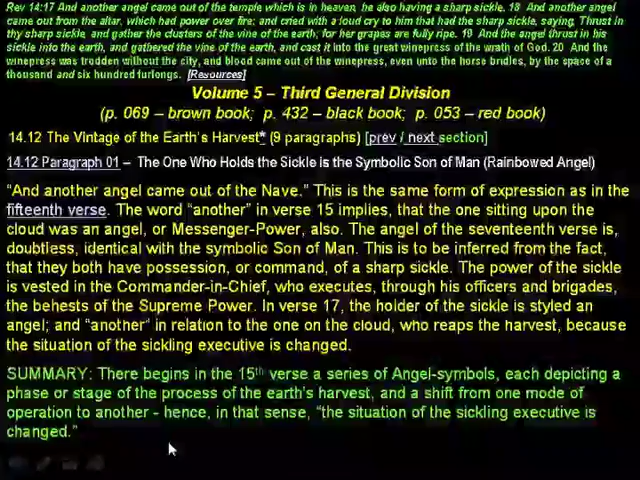 Rev 14:17 And another angel came out of the temple which is in heaven, he also having a sharp sickle. 18 And another angel
came out from the altar, which had power over fire; and cried with a loud cry to him that had the sharp sickle, saying, Thrust in
thy sharp sickle, and gather the clusters of the vine of the earth; for her grapes are fully ripe. 19 And the angel thrust in his
sickle into the earth, and gathered the vine of the earth, and cast it into the great winepress of the wrath of God. 20 And the
winepress was trodden without the city, and blood came out of the winepress, even unto the horse bridles, by the space of a
thousand and six hundred furlongs. [Resources]
Volume 5 – Third General Division
(p. 069 – brown book; p. 432 – black book; p. 053 – red book)
14.12 The Vintage of the Earth's Harvest* (9 paragraphs) [prev / next section]
14.12 Paragraph 01 – The One Who Holds the Sickle is the Symbolic Son of Man (Rainbowed Angel)
"And another angel came out of the Nave." This is the same form of expression as in the
fifteenth verse. The word "another" in verse 15 implies, that the one sitting upon the
cloud was an angel, or Messenger-Power, also. The angel of the seventeenth verse is,
doubtless, identical with the symbolic Son of Man. This is to be inferred from the fact,
that they both have possession, or command, of a sharp sickle. The power of the sickle
is vested in the Commander-in-Chief, who executes, through his officers and brigades,
the behests of the Supreme Power. In verse 17, the holder of the sickle is styled an
angel; and "another" in relation to the one on the cloud, who reaps the harvest, because
the situation of the sickling executive is changed.
SUMMARY: There begins in the 15th verse a series of Angel-symbols, each depicting a
phase or stage of the process of the earth's harvest, and a shift from one mode of
operation to another - hence, in that sense, "the situation of the sickling executive is
changed."